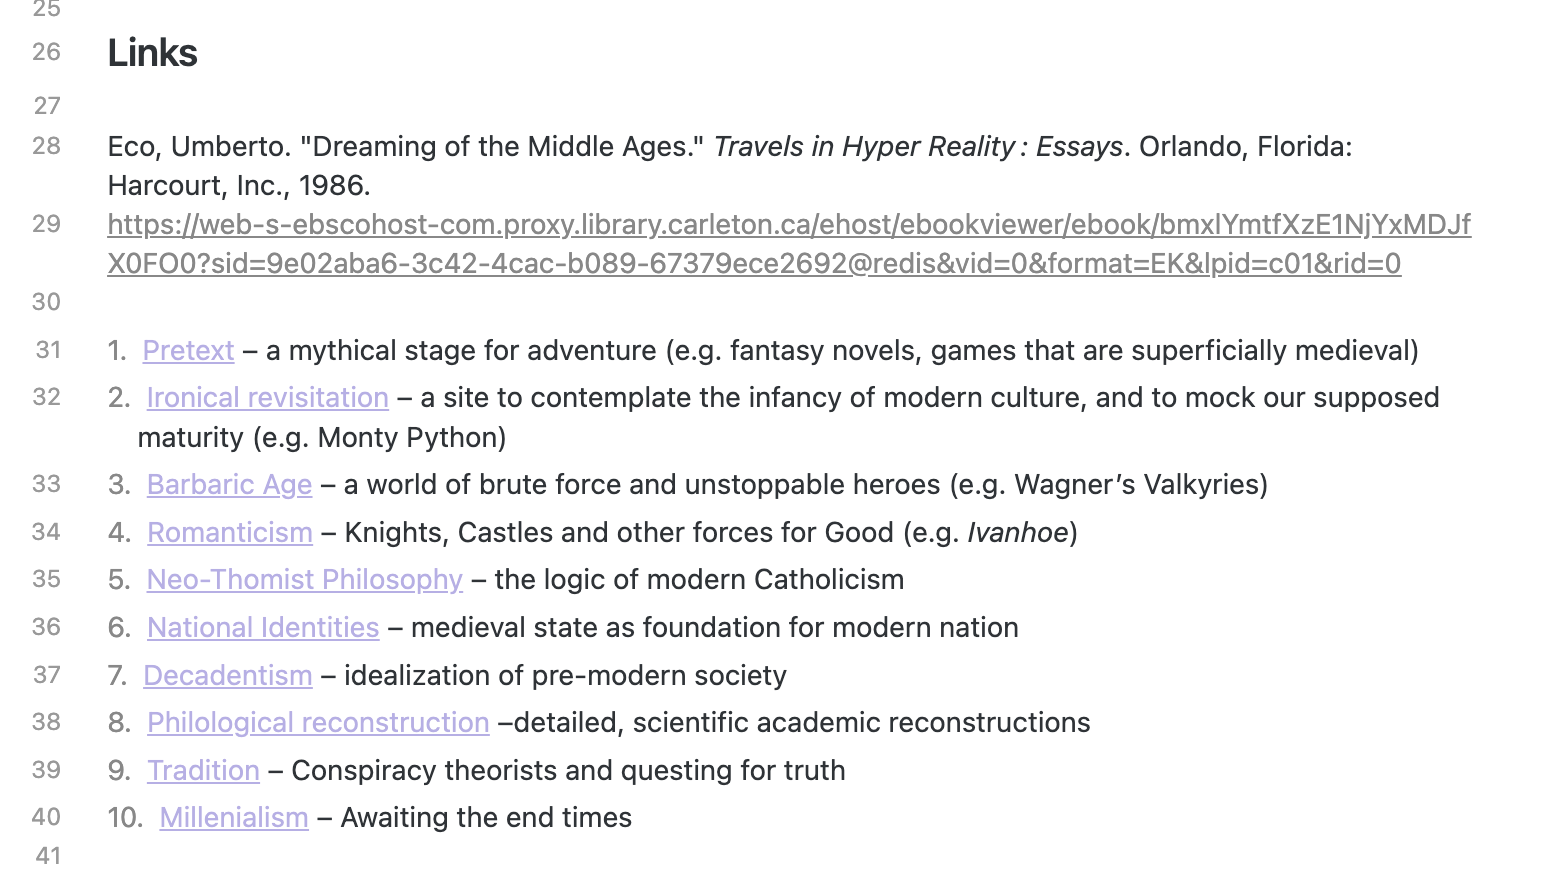 25
26 Links
27
28 Eco, Umberto. "Dreaming of the Middle Ages." Travels in Hyper Reality : Essays. Orlando, Florida:
Harcourt, Inc., 1986.
29 https://web-s-ebscohost-com.proxy.library.carleton.ca/ehost/ebookviewer/ebook/bmxlYmtfXzE1NjYxMDJf
X0FO0?sid=9e02aba6-3c42-4cac-b089-67379ece2692@redis&vid=0&format=EK&lpid=c01&rid=0
30
31 1. Pretext – a mythical stage for adventure (e.g. fantasy novels, games that are superficially medieval)
32 2. Ironical revisitation – a site to contemplate the infancy of modern culture, and to mock our supposed
maturity (e.g. Monty Python)
33 3. Barbaric Age – a world of brute force and unstoppable heroes (e.g. Wagner’s Valkyries)
34 4. Romanticism – Knights, Castles and other forces for Good (e.g. Ivanhoe)
35 5. Neo-Thomist Philosophy – the logic of modern Catholicism
36 6. National Identities – medieval state as foundation for modern nation
37 7. Decadentism – idealization of pre-modern society
38 8. Philological reconstruction –detailed, scientific academic reconstructions
39 9. Tradition – Conspiracy theorists and questing for truth
40 10. Millenialism – Awaiting the end times
41